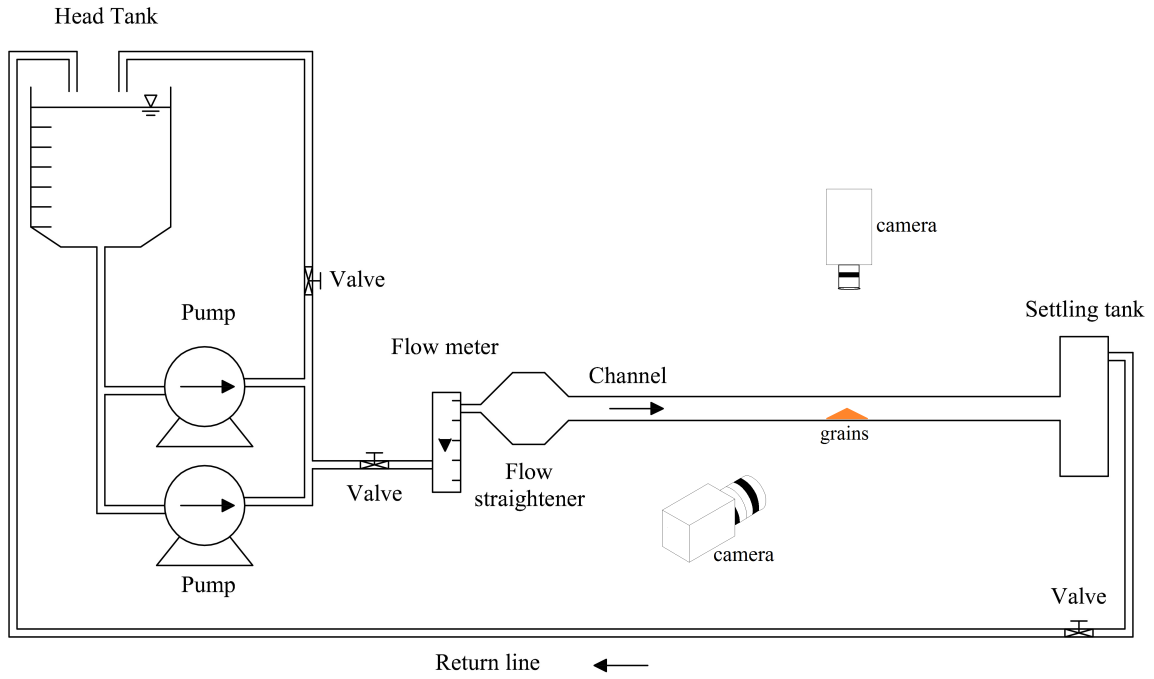 Head Tank
camera
Valve
Settling tank
Pump
Flow meter
Channel
grains
Flow
straightener
Valve
camera
Pump
Valve
Return line